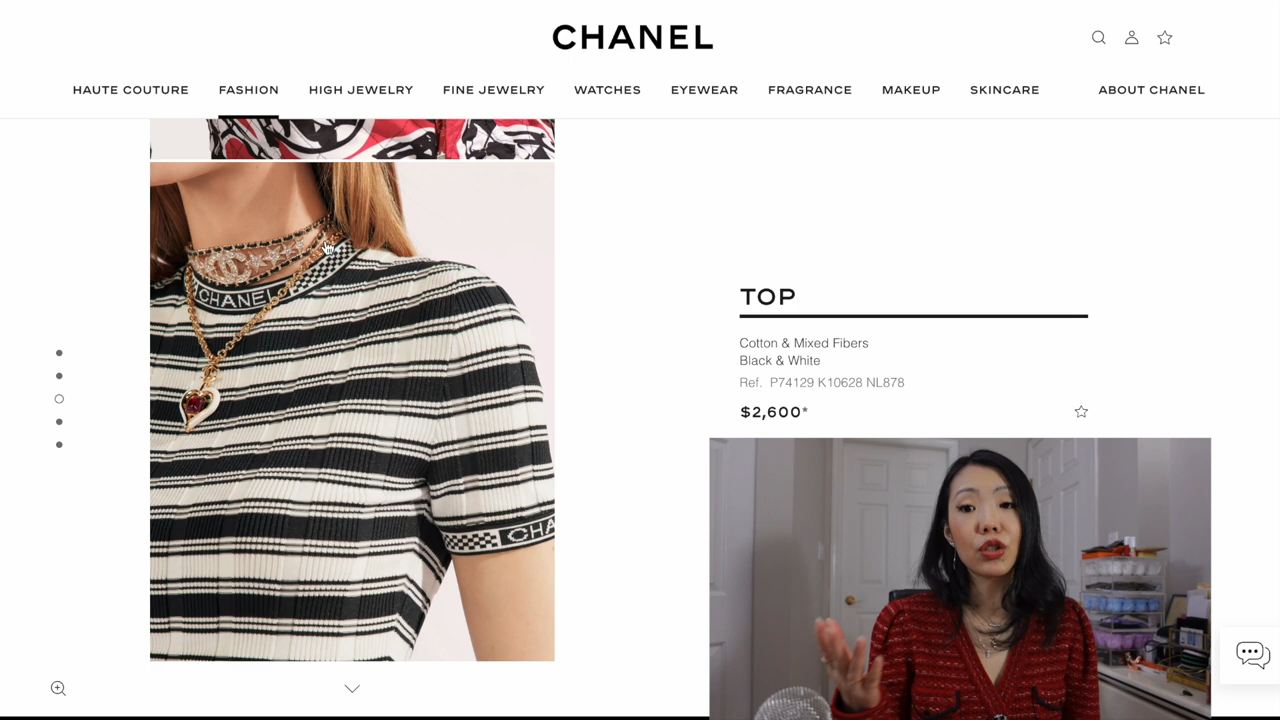 CHANEL
HAUTE COUTURE FASHION HIGH JEWELRY FINE JEWELRY WATCHES EYEWEAR FRAGRANCE MAKEUP SKINCARE ABOUT CHANEL
CHANEL
CHA
TOP
Cotton & Mixed Fibers
Black & White
Ref. P74129 K10628 NL878
$2,600*